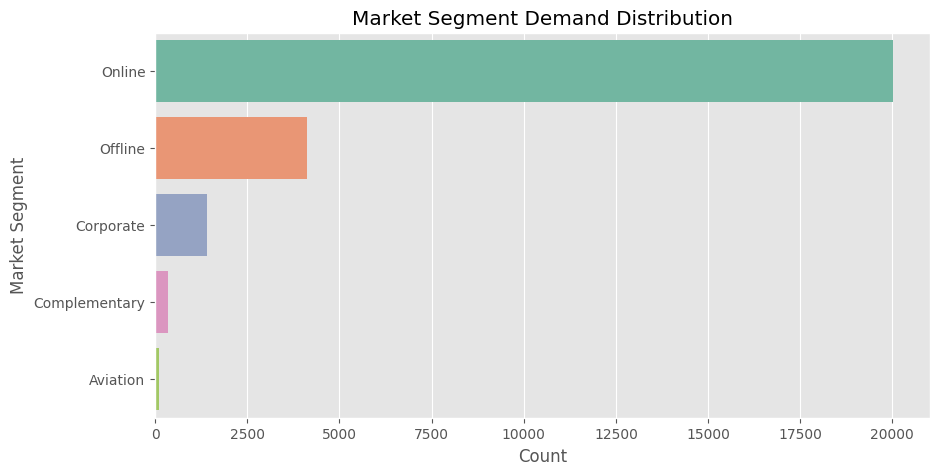 Market Segment Demand Distribution
Market Segment
Online
Offline
Corporate
Complementary
Aviation
0 2500 5000 7500 10000 12500 15000 17500 20000
Count